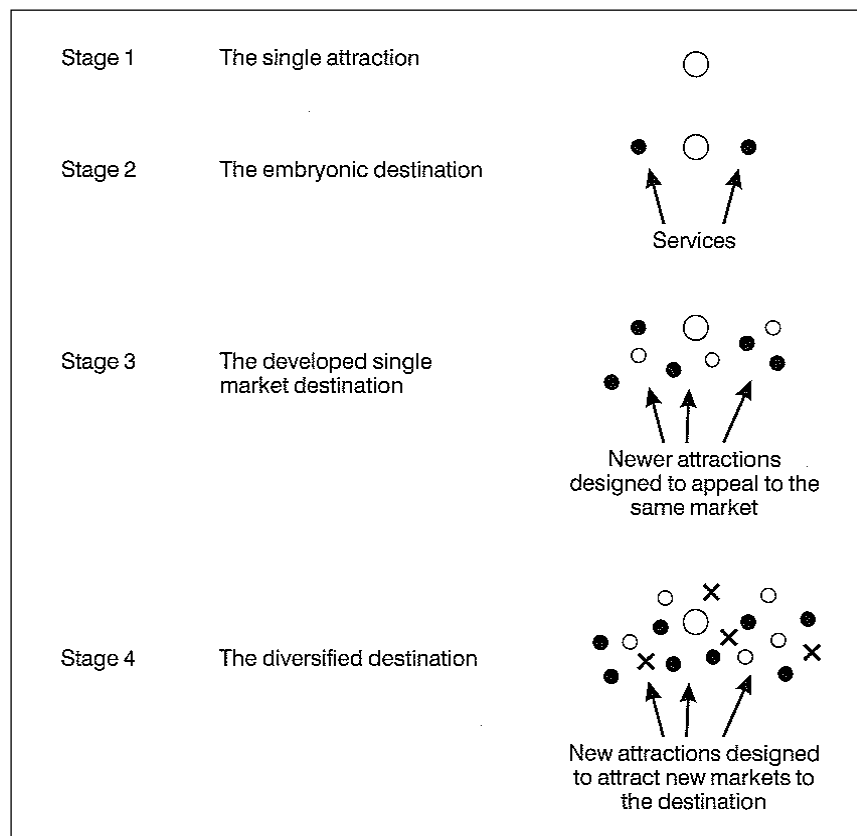 Stage 1 The single attraction
Stage 2 The embryonic destination
Services
Stage 3 The developed single
market destination
Newer attractions
designed to appeal to the
same market
Stage 4 The diversified destination
New attractions designed
to attract new markets to
the destination